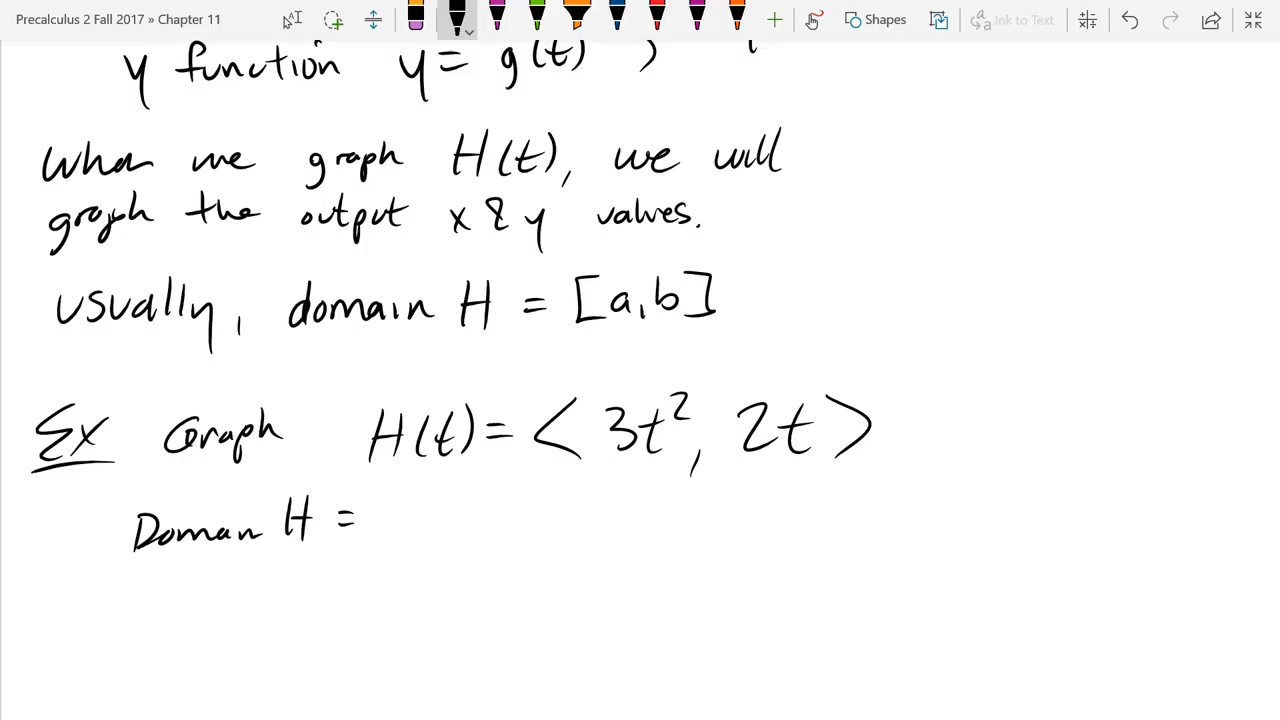 Precalculus 2 Fall 2017 » Chapter 11 Shapes Ink to Text
y function y = g(t)
When we graph H(t), we will
graph the output x & y values.
usually, domain H = [a,b]
Ex Graph H(t) = < 3t², 2t >
Doman H =